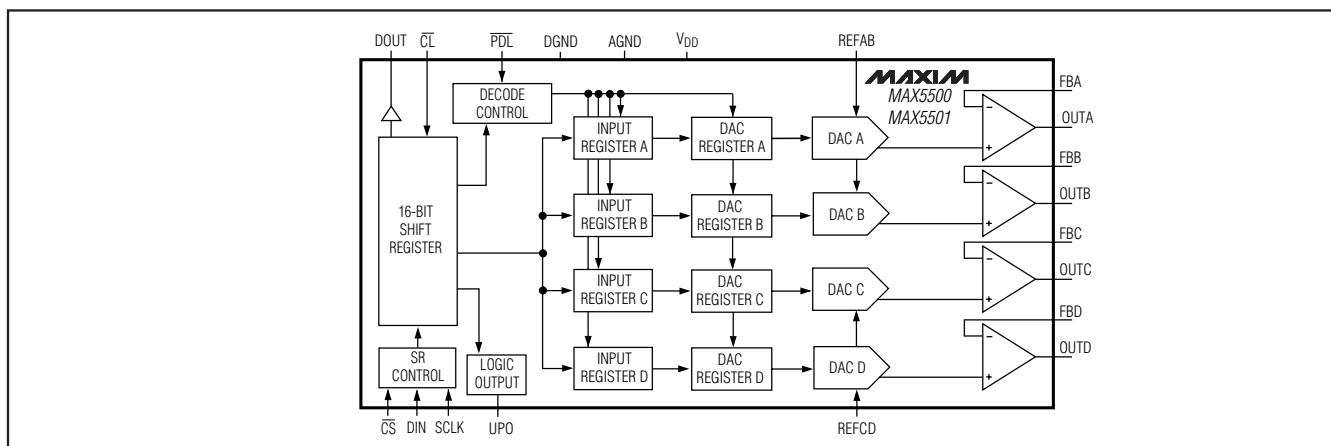 DOUT CL PDL DGND AGND VDD REFAB
MAXIM
MAX5500
MAX5501
DECODE
CONTROL
16-BIT
SHIFT
REGISTER
SR
CONTROL
LOGIC
OUTPUT
INPUT
REGISTER A
DAC
REGISTER A
DAC A
INPUT
REGISTER B
DAC
REGISTER B
DAC B
INPUT
REGISTER C
DAC
REGISTER C
DAC C
INPUT
REGISTER D
DAC
REGISTER D
DAC D
FBA
- 
+
OUTA
FBB
-
+
OUTB
FBC
-
+
OUTC
FBD
-
+
OUTD
CS DIN SCLK UPO REFCD